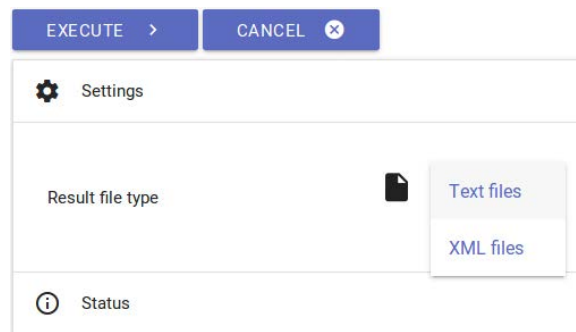 EXECUTE CANCEL
Settings
Result file type
Text files
XML files
Status